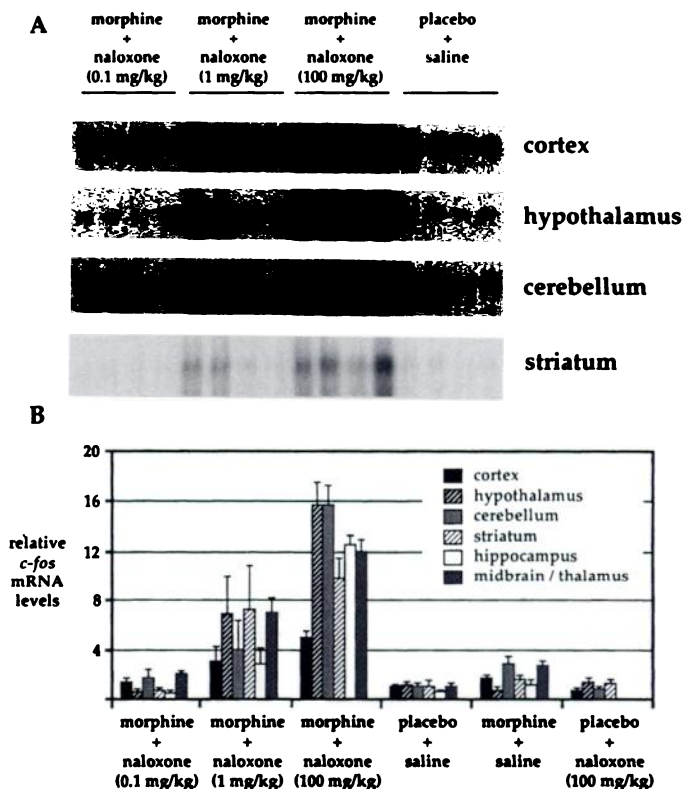 A
morphine + naloxone (0.1 mg/kg)
morphine + naloxone (1 mg/kg)
morphine + naloxone (100 mg/kg)
placebo + saline
cortex
hypothalamus
cerebellum
striatum
B
relative c-fos mRNA levels
20
16
12
8
4
cortex
hypothalamus
cerebellum
striatum
hippocampus
midbrain / thalamus
morphine + naloxone (0.1 mg/kg)
morphine + naloxone (1 mg/kg)
morphine + naloxone (100 mg/kg)
placebo + saline
morphine + saline
placebo + naloxone (100 mg/kg)